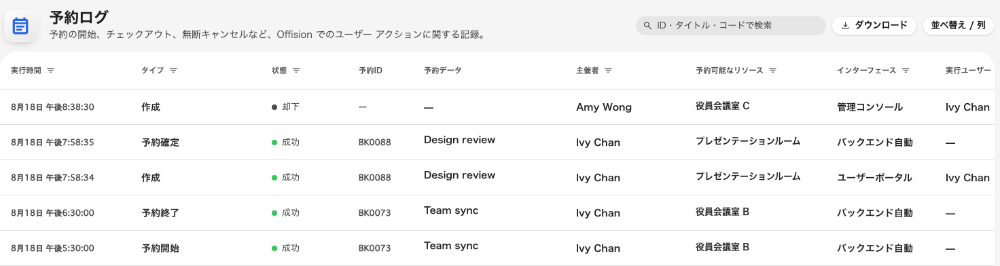 予約ログ
予約の開始、チェックアウト、無断キャンセルなど、Offision でのユーザー アクションに関する記録。
ID・タイトル・コードで検索
ダウンロード
並べ替え / 列
実行時間 タイプ 状態 予約ID 予約データ 主催者 予約可能なリソース インターフェース 実行ユーザー
8月18日 午後8:38:30 作成 却下 — — Amy Wong 役員会議室 C 管理コンソール Ivy Chan
8月18日 午後7:58:35 予約確定 成功 BK0088 Design review Ivy Chan プレゼンテーションルーム バックエンド自動 —
8月18日 午後7:58:34 作成 成功 BK0088 Design review Ivy Chan プレゼンテーションルーム ユーザーポータル Ivy Chan
8月18日 午後6:30:00 予約終了 成功 BK0073 Team sync Ivy Chan 役員会議室 B バックエンド自動 —
8月18日 午後5:30:00 予約開始 成功 BK0073 Team sync Ivy Chan 役員会議室 B バックエンド自動 —